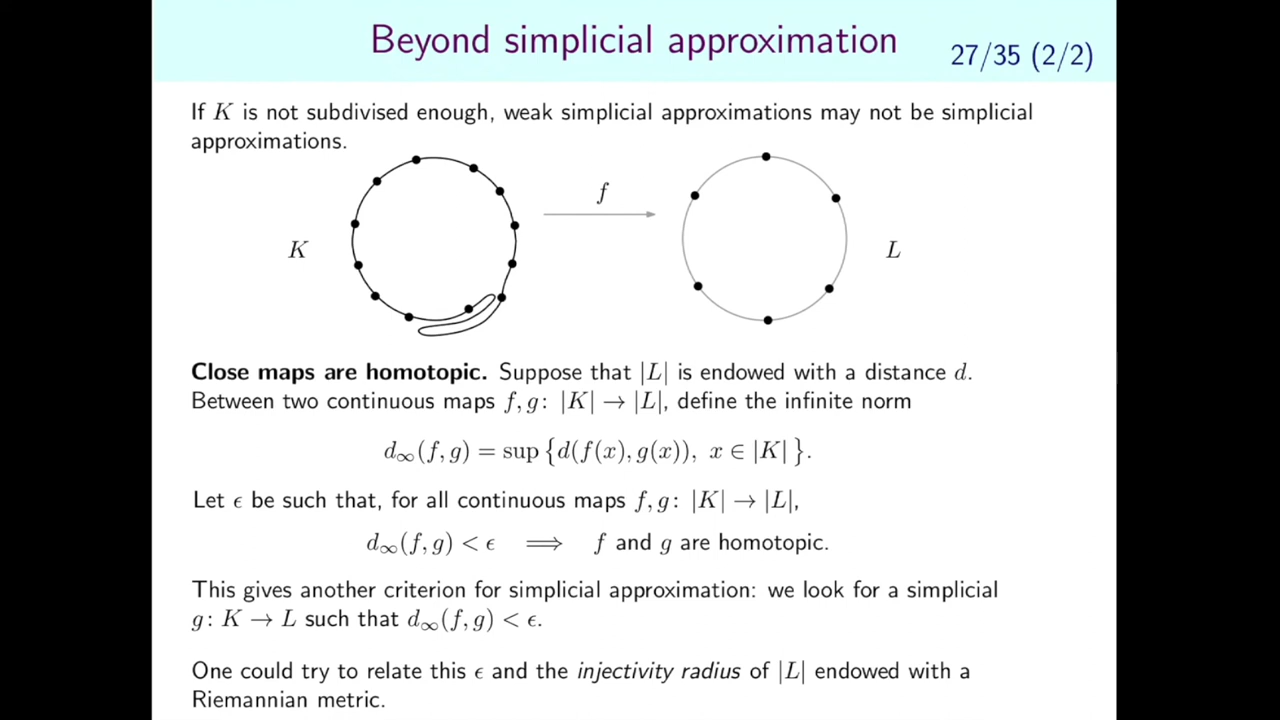 Beyond simplicial approximation
27/35 (2/2)
If K is not subdivised enough, weak simplicial approximations may not be simplicial
approximations.
f
K
L
Close maps are homotopic. Suppose that |L| is endowed with a distance d.
Between two continuous maps f, g: |K| → |L|, define the infinite norm
d∞(f, g) = sup {d(f(x), g(x)), x ∈ |K| }.
Let ϵ be such that, for all continuous maps f, g: |K| → |L|,
d∞(f, g) < ϵ ⟹ f and g are homotopic.
This gives another criterion for simplicial approximation: we look for a simplicial
g: K → L such that d∞(f, g) < ϵ.
One could try to relate this ϵ and the injectivity radius of |L| endowed with a
Riemannian metric.